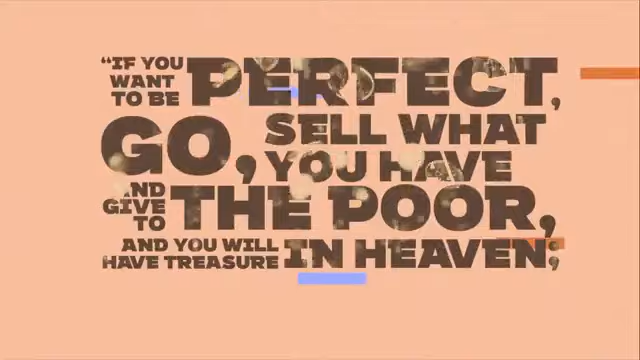 “IF YOU
WANT
TO BE
PERFECT,
GO,
SELL WHAT
YOU HAVE
AND
GIVE
TO
THE POOR,
AND YOU WILL
HAVE TREASURE
IN HEAVEN;